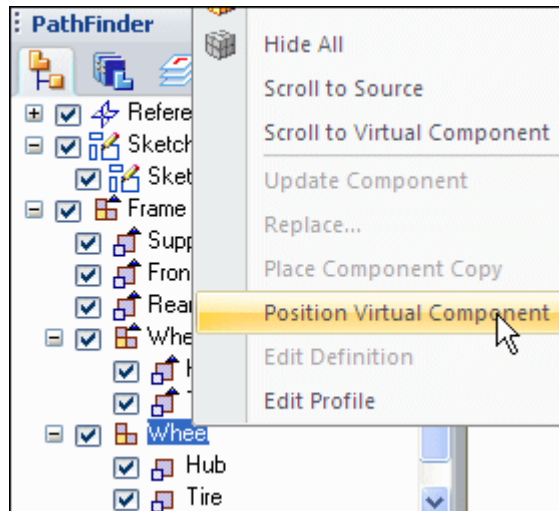 PathFinder
Hide All
Scroll to Source
Scroll to Virtual Component
Update Component
Replace...
Place Component Copy
Position Virtual Component
Edit Definition
Edit Profile
Refere
Sketch
Sket
Frame
Supp
Fron
Rear
Whe
Wheel
Hub
Tire